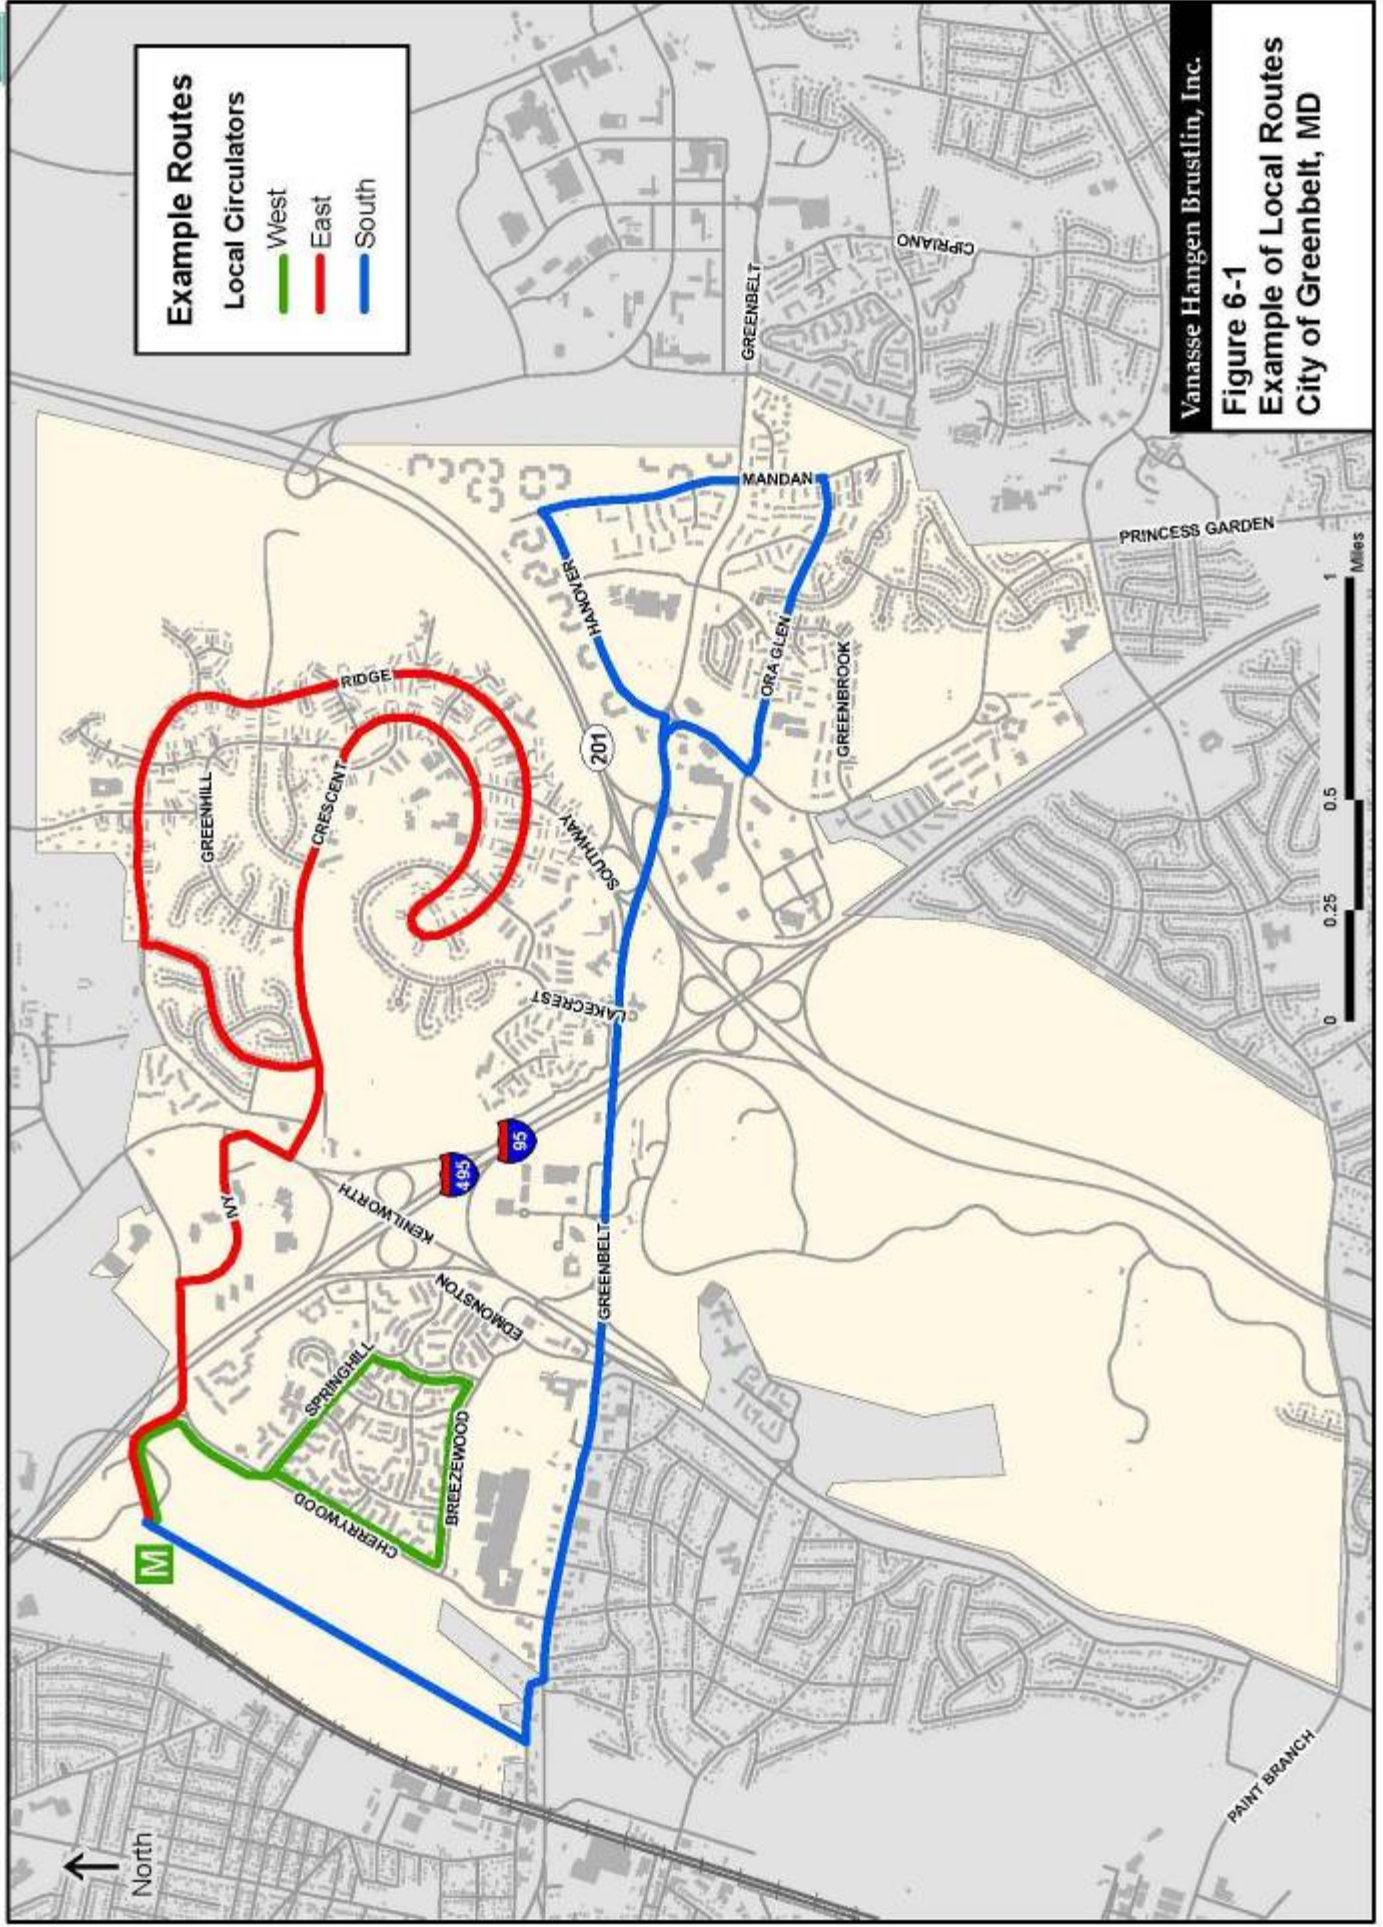 Example Routes
Local Circulators
West
East
South
North
M
GREENHILL
CRESCENT
RIDGE
SOUTHWAY
LAKECREST
201
HANOVER
MANDAN
GREENBELT
ORA GLEN
GREENBROOK
CIPRIANO
PRINCESS GARDEN
IVY
KENILWORTH
495
95
EDMONSTON
SPRINGHILL
CHERRYWOOD
BREEZEWOOD
GREENBELT
PAINT BRANCH
0 0.25 0.5 1
Miles
Vanasse Hangen Brustlin, Inc.
Figure 6-1
Example of Local Routes
City of Greenbelt, MD